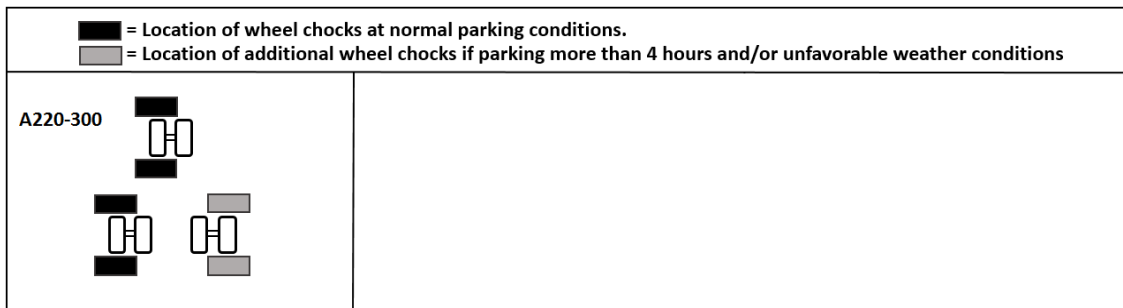 = Location of wheel chocks at normal parking conditions.
= Location of additional wheel chocks if parking more than 4 hours and/or unfavorable weather conditions
A220-300